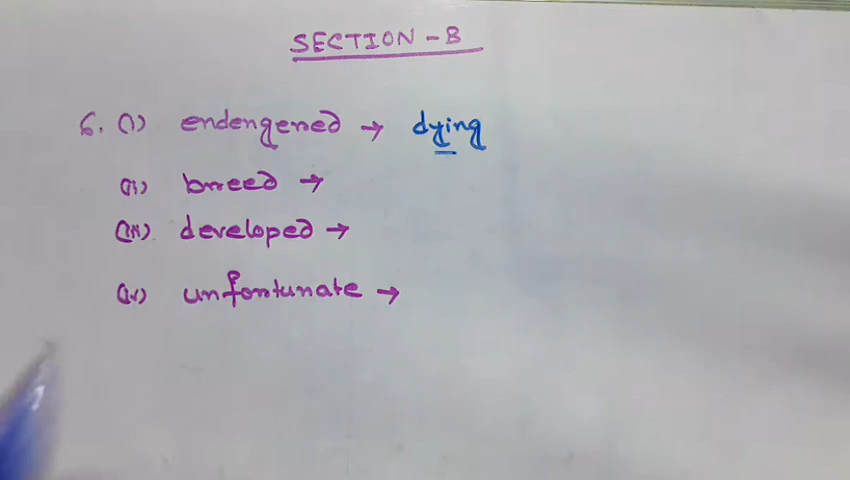 SECTION-B
6. (i) endengered → dying
(ii) breed →
(iii) developed →
(iv) unfortunate →